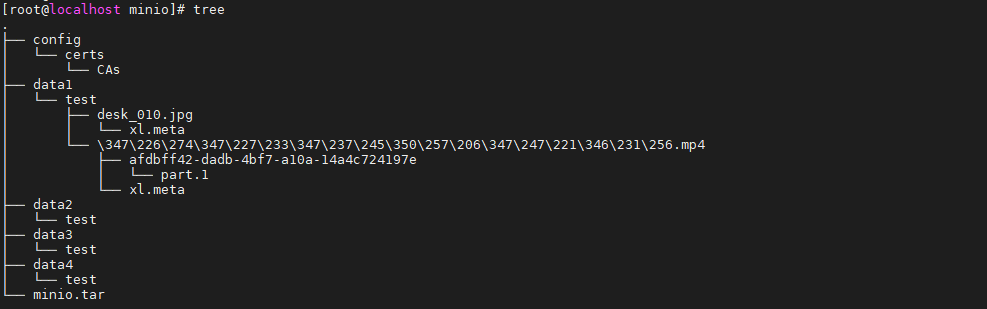 [root@localhost minio]# tree
.
├── config
│   └── certs
│       └── CAs
├── data1
│   └── test
│       ├── desk_010.jpg
│       │   └── xl.meta
│       └── \347\226\274\347\227\233\347\237\245\350\257\206\347\247\221\346\231\256.mp4
│           ├── afdbff42-dadb-4bf7-a10a-14a4c724197e
│           │   └── part.1
│           └── xl.meta
├── data2
│   └── test
├── data3
│   └── test
├── data4
│   └── test
└── minio.tar